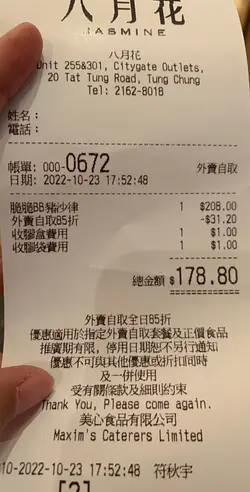 八月花
JASMINE
八月花
Unit 255&301, Citygate Outlets,
20 Tat Tung Road, Tung Chung
Tel: 2162-8018
姓名：
電話：
帳單: 000-0672 外賣自取
日期: 2022-10-23 17:52:48
脆脆BB豬沙律 1 $208.00
外賣自取85折 -$31.20
收膠盒費用 1 $1.00
收膠袋費用 1 $1.00
總金額 $178.80
外賣自取全日85折
優惠適用於指定外賣自取套餐及正價食品
推廣期有限，停用日期恕不另行通知
優惠不可與其他優惠或折扣同時
及一併使用
受有關條款及細則約束
Thank You, Please come again.
美心食品有限公司
Maxim's Caterers Limited
10-2022-10-23 17:52:48 符秋宇